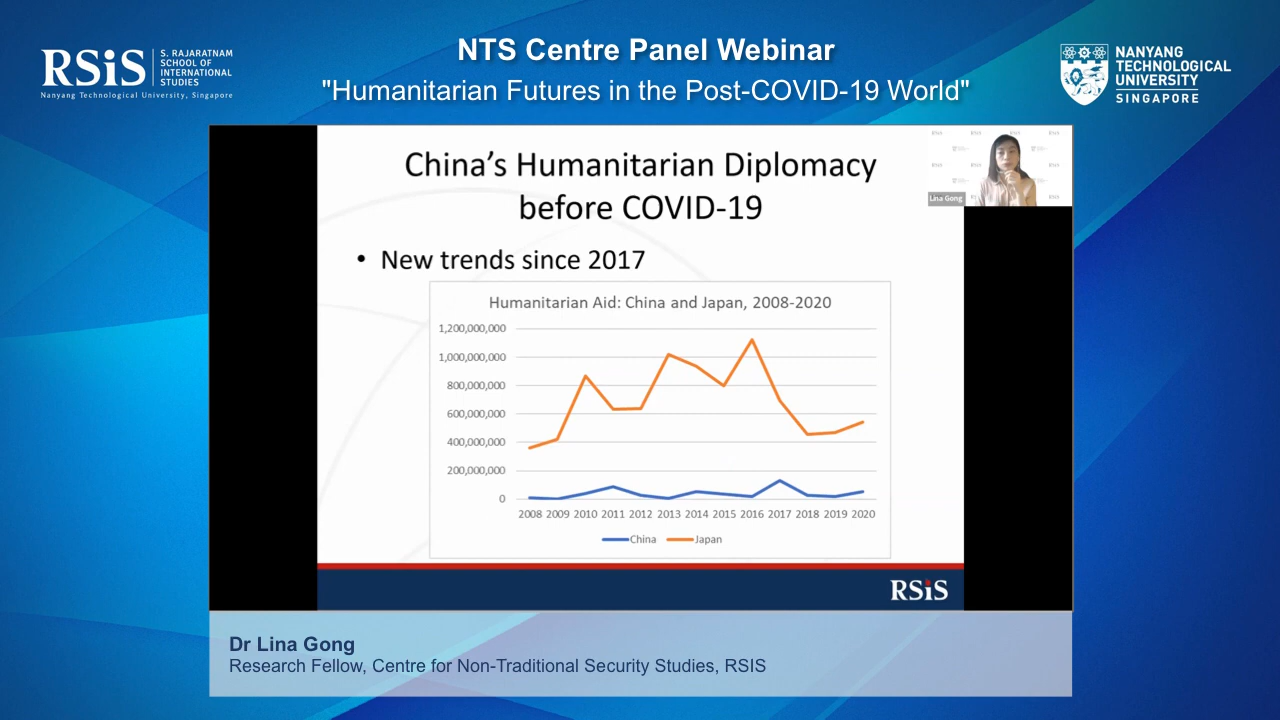 RSiS
S. RAJARATNAM
SCHOOL OF
INTERNATIONAL
STUDIES
Nanyang Technological University, Singapore
NTS Centre Panel Webinar
"Humanitarian Futures in the Post-COVID-19 World"
NANYANG
TECHNOLOGICAL
UNIVERSITY
SINGAPORE
China's Humanitarian Diplomacy
before COVID-19
Lina Gong
• New trends since 2017
Humanitarian Aid: China and Japan, 2008-2020
1,200,000,000
1,000,000,000
800,000,000
600,000,000
400,000,000
200,000,000
0
2008 2009 2010 2011 2012 2013 2014 2015 2016 2017 2018 2019 2020
China Japan
RSiS
Dr Lina Gong
Research Fellow, Centre for Non-Traditional Security Studies, RSIS